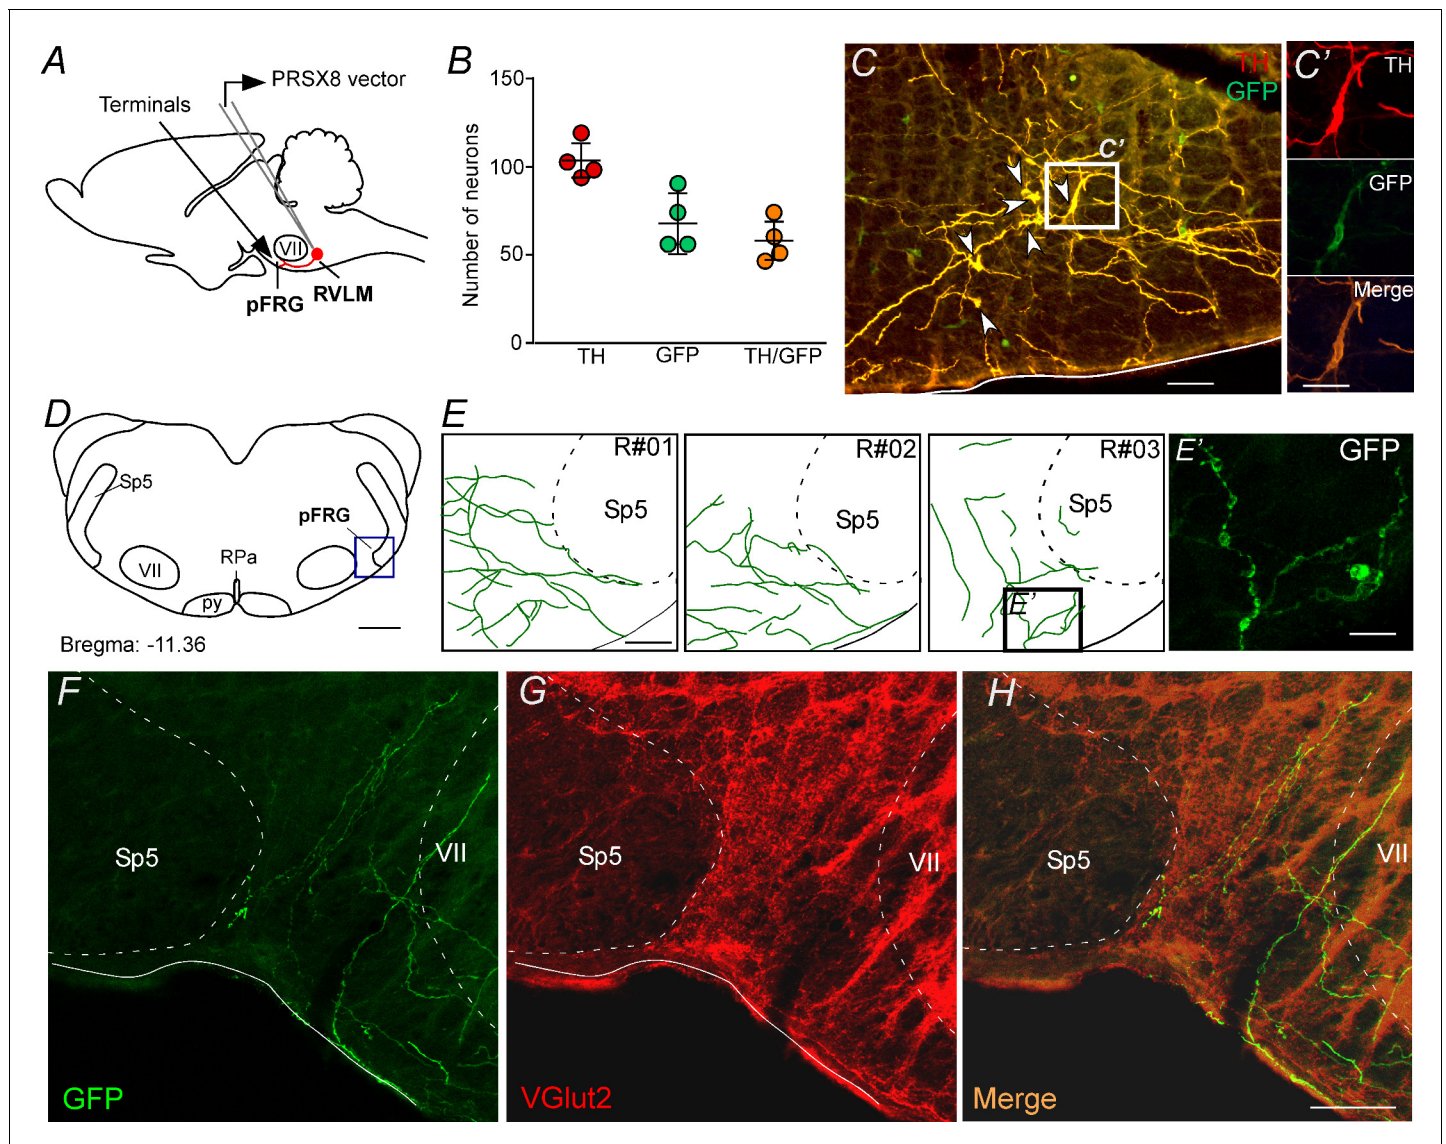 A
PRSX8 vector
Terminals
VII
pFRG
RVLM
B
Number of neurons
150
100
50
0
TH
GFP
TH/GFP
C
TH
GFP
C'
C'
TH
GFP
Merge
D
Sp5
pFRG
VII
RPa
py
Bregma: -11.36
E
R#01
Sp5
R#02
Sp5
R#03
Sp5
E'
E'
GFP
F
Sp5
VII
GFP
G
Sp5
VII
VGlut2
H
Sp5
VII
Merge